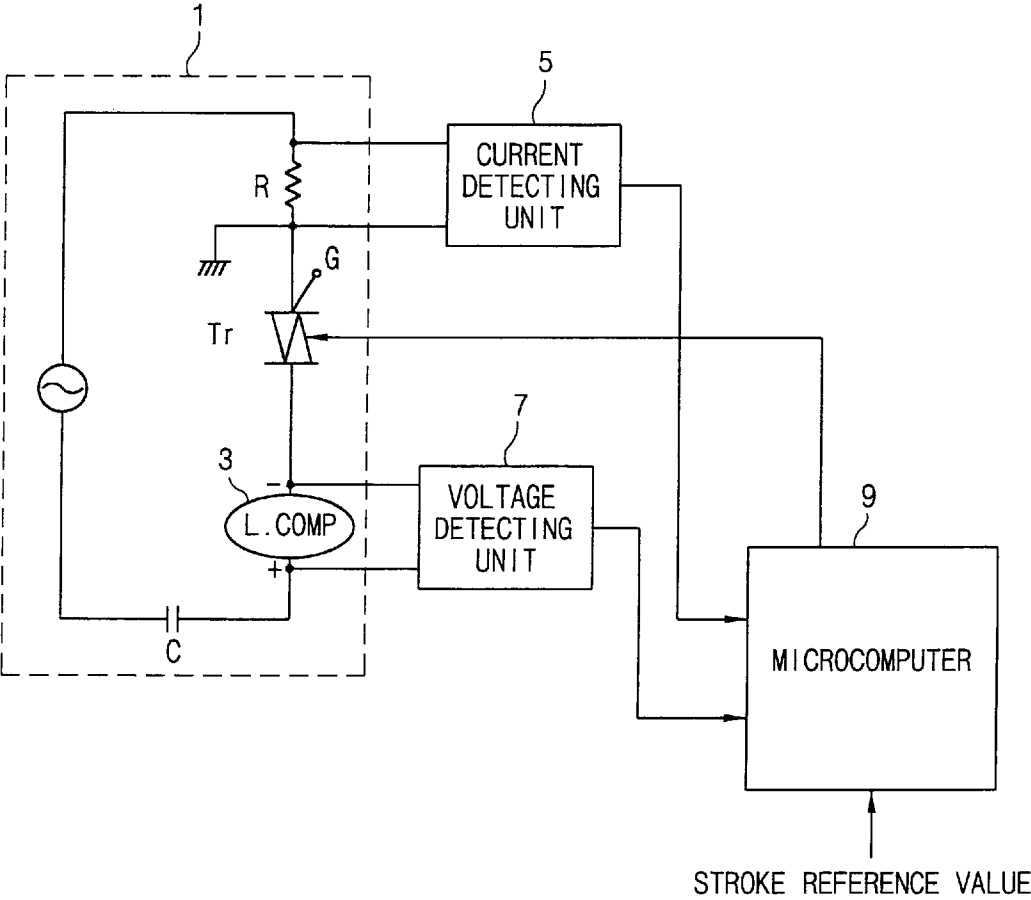 1
5
CURRENT
DETECTING
UNIT
R
G
Tr
7
3
-
VOLTAGE
DETECTING
UNIT
L.COMP
9
+
C
MICROCOMPUTER
STROKE REFERENCE VALUE